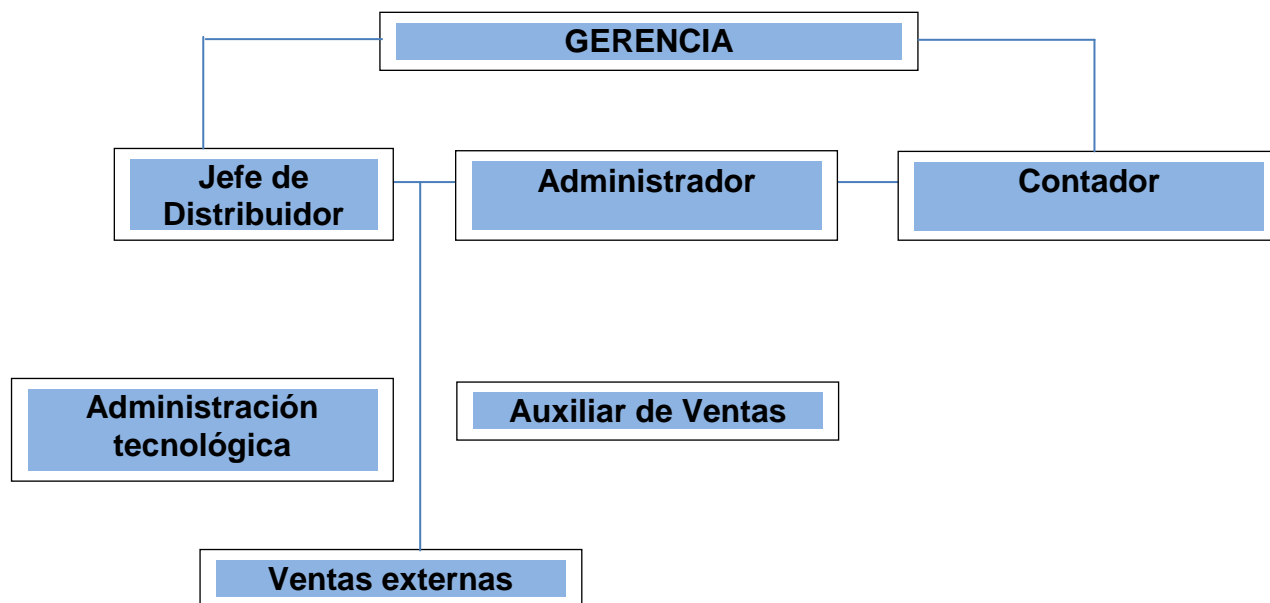 GERENCIA
Jefe de
Distribuidor
Administrador
Contador
Administración
tecnológica
Auxiliar de Ventas
Ventas externas